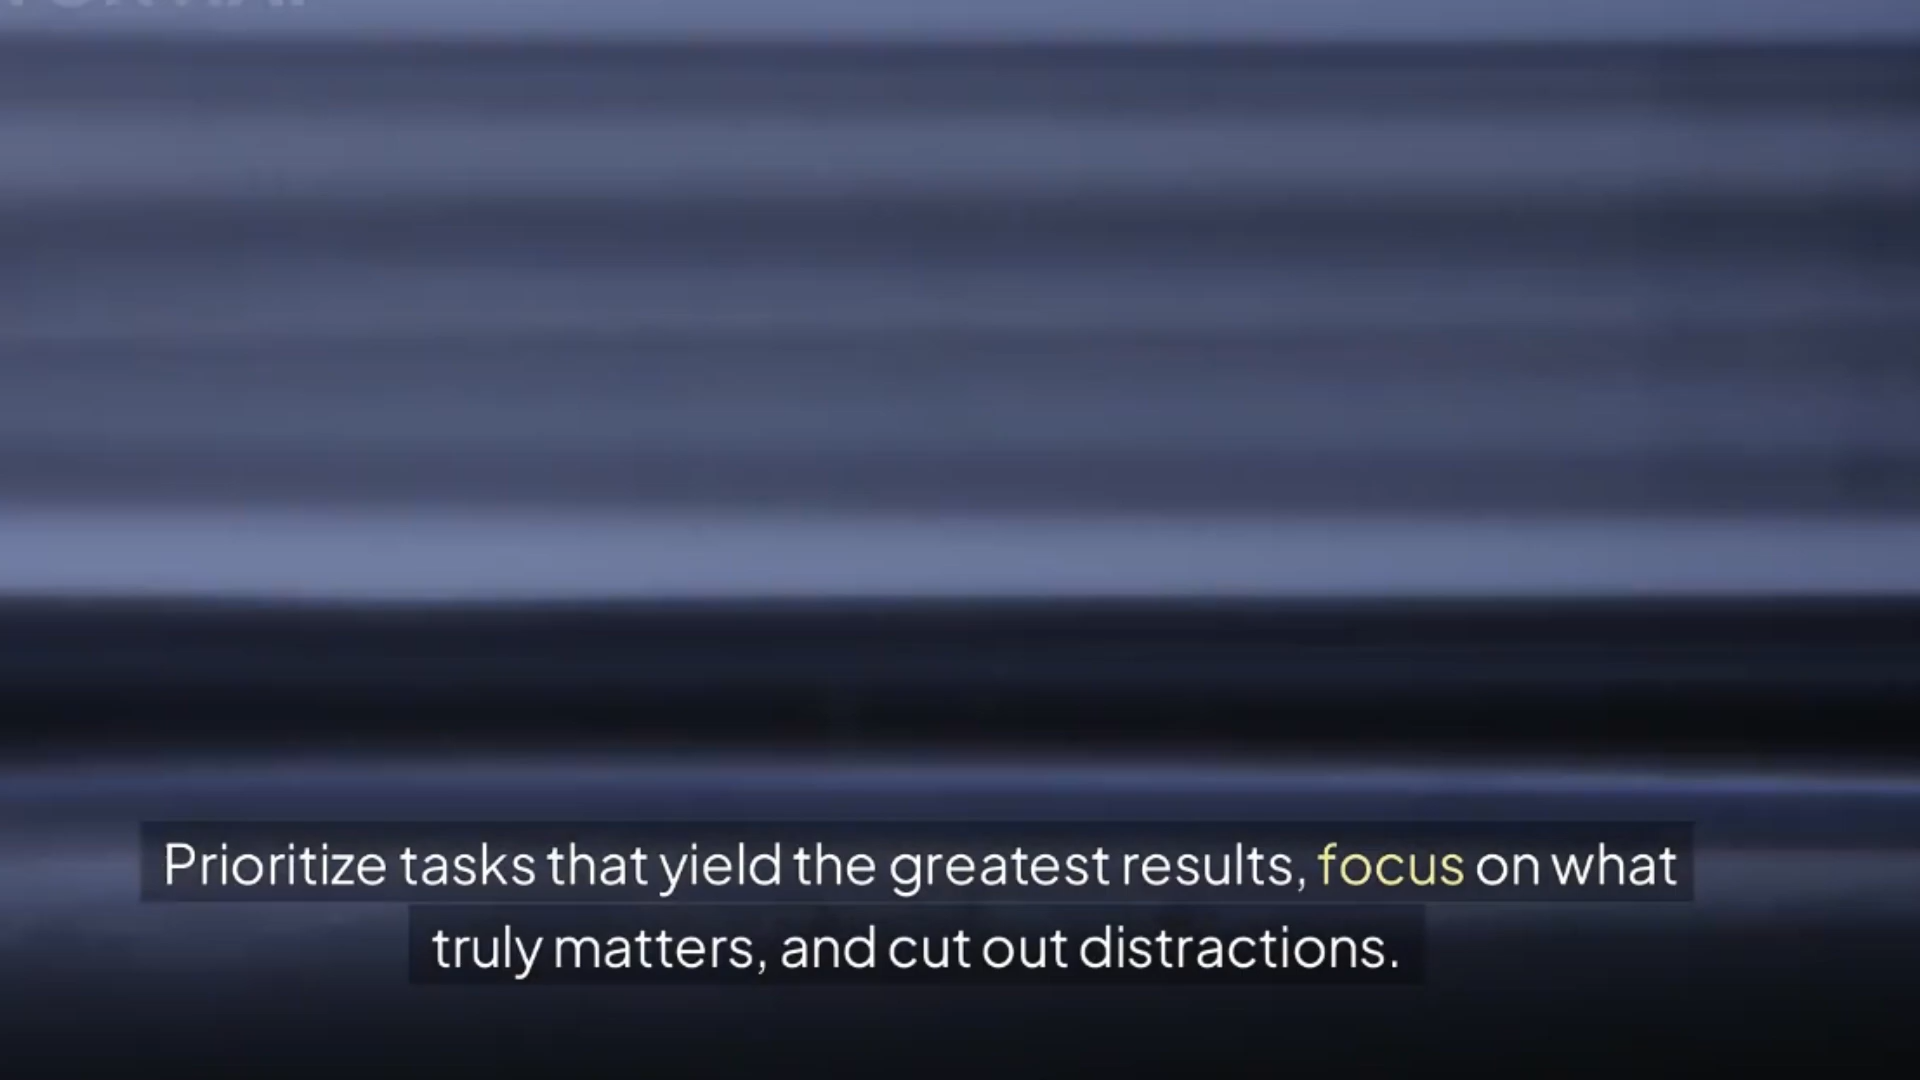 Prioritize tasks that yield the greatest results, focus on what
truly matters, and cut out distractions.